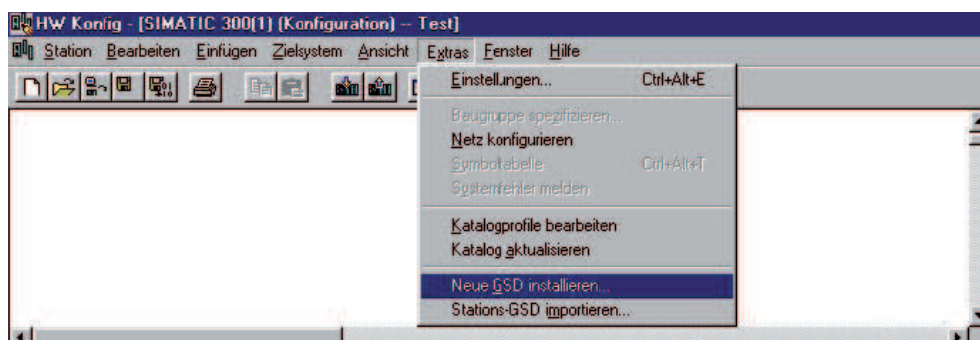 HW Konfig - [SIMATIC 300(1) (Konfiguration) -- Test]
Station Bearbeiten Einfügen Zielsystem Ansicht Extras Fenster Hilfe
Einstellungen... Ctrl+Alt+E
Baugruppe spezifizieren...
Netz konfigurieren
Symboltabelle Ctrl+Alt+T
Systemfehler melden
Katalogprofile bearbeiten
Katalog aktualisieren
Neue GSD installieren...
Stations-GSD importieren...